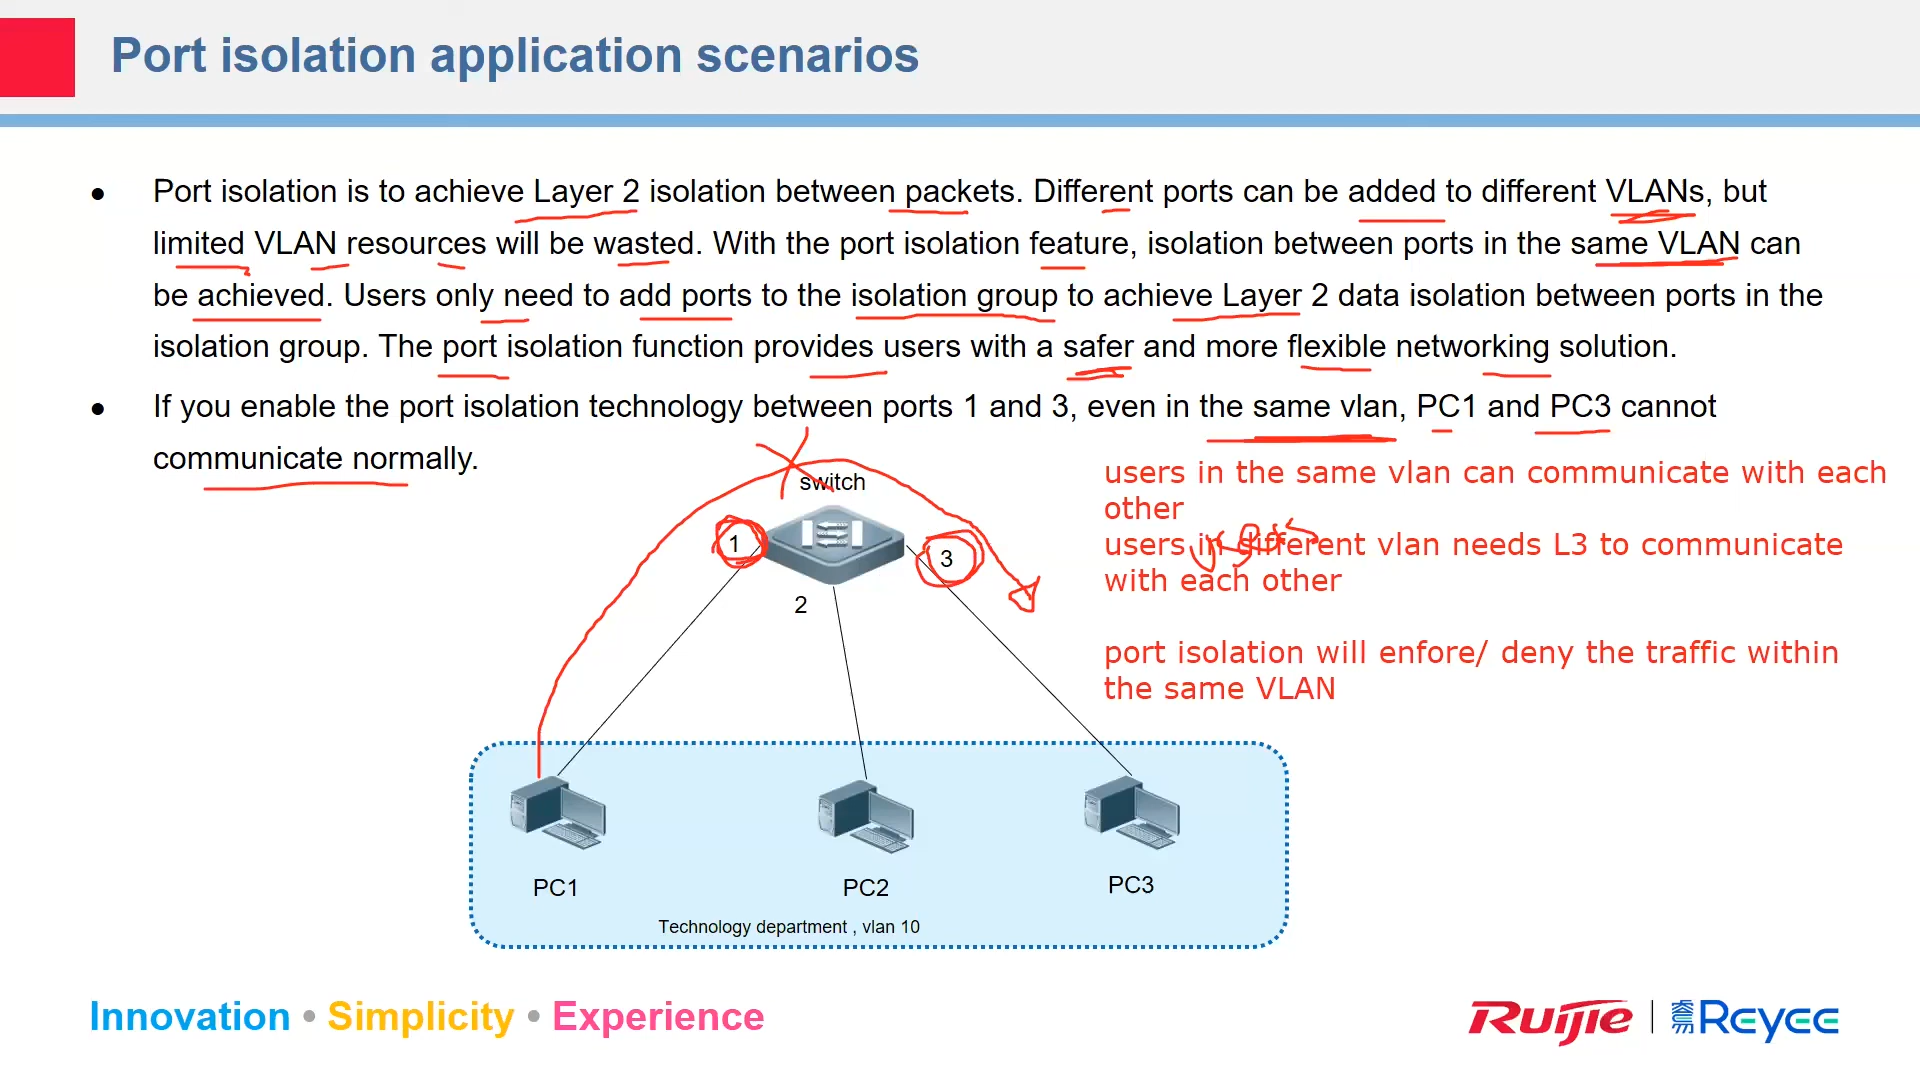 Port isolation application scenarios
● Port isolation is to achieve Layer 2 isolation between packets. Different ports can be added to different VLANs, but
limited VLAN resources will be wasted. With the port isolation feature, isolation between ports in the same VLAN can
be achieved. Users only need to add ports to the isolation group to achieve Layer 2 data isolation between ports in the
isolation group. The port isolation function provides users with a safer and more flexible networking solution.
● If you enable the port isolation technology between ports 1 and 3, even in the same vlan, PC1 and PC3 cannot
communicate normally.
users in the same vlan can communicate with each
other
users in different vlan needs L3 to communicate
with each other
port isolation will enfore/ deny the traffic within
the same VLAN
switch
1
3
2
PC1
PC2
PC3
Technology department , vlan 10
Innovation • Simplicity • Experience
Ruijie | 睿易 Reyee